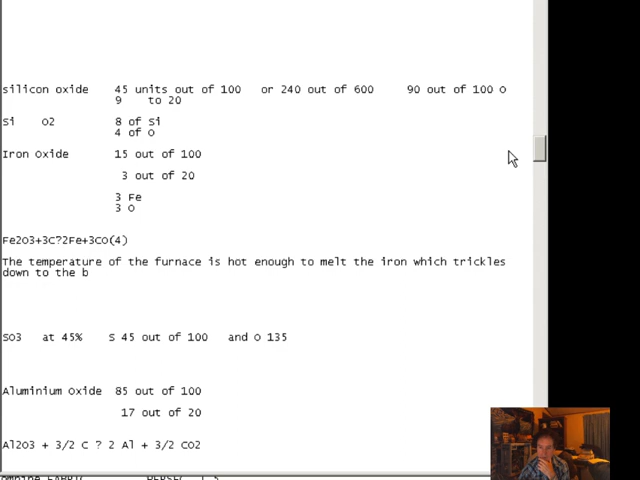 silicon oxide 45 units out of 100 or 240 out of 600 90 out of 100 O
9 to 20
Si O2 8 of Si
4 of O
Iron Oxide 15 out of 100
3 out of 20
3 Fe
3 O
Fe2O3+3C?2Fe+3CO(4)
The temperature of the furnace is hot enough to melt the iron which trickles
down to the b
SO3 at 45% S 45 out of 100 and O 135
Aluminium Oxide 85 out of 100
17 out of 20
Al2O3 + 3/2 C ? 2 Al + 3/2 CO2